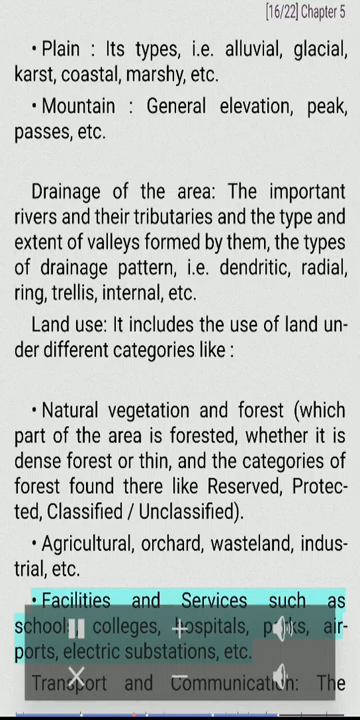 [16/22] Chapter 5
• Plain : Its types, i.e. alluvial, glacial,
karst, coastal, marshy, etc.
• Mountain : General elevation, peak,
passes, etc.
Drainage of the area: The important
rivers and their tributaries and the type and
extent of valleys formed by them, the types
of drainage pattern, i.e. dendritic, radial,
ring, trellis, internal, etc.
Land use: It includes the use of land un-
der different categories like :
• Natural vegetation and forest (which
part of the area is forested, whether it is
dense forest or thin, and the categories of
forest found there like Reserved, Protec-
ted, Classified / Unclassified).
• Agricultural, orchard, wasteland, indus-
trial, etc.
• Facilities and Services such as
schools, colleges, hospitals, parks, air-
ports, electric substations, etc.
Transport and Communication: The